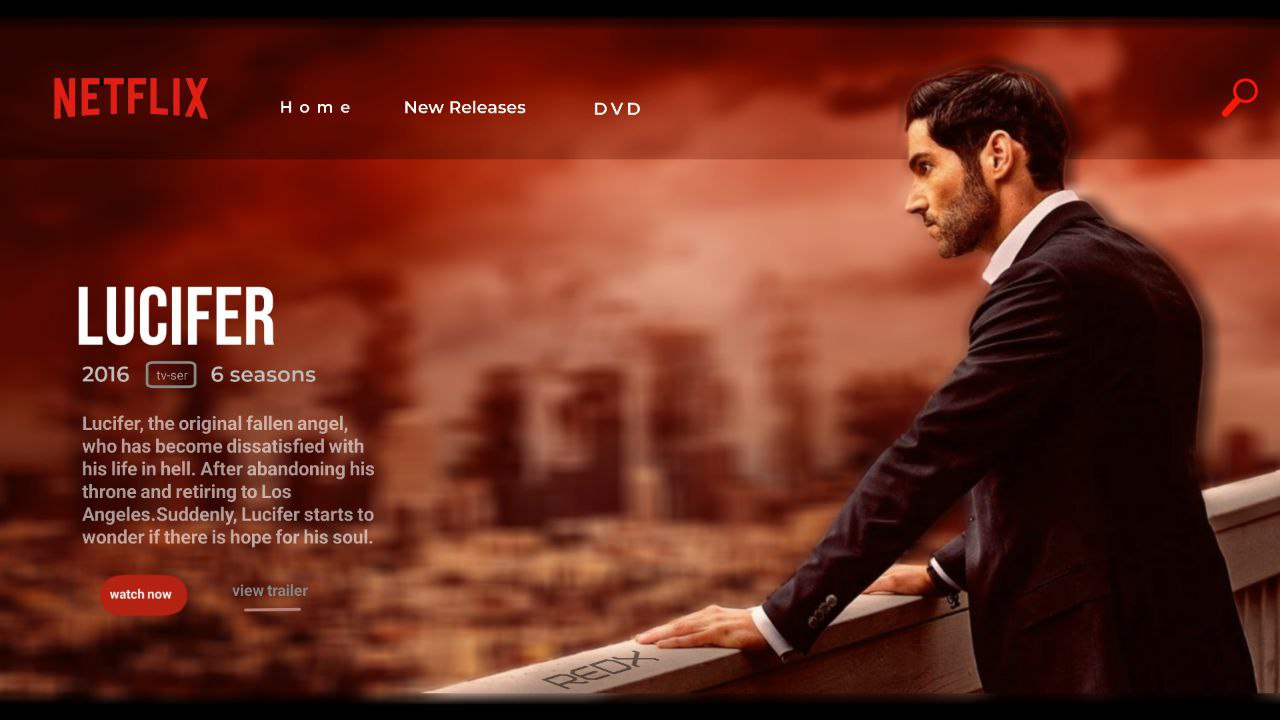 NETFLIX
Home New Releases DVD
LUCIFER
2016 tv-ser 6 seasons
Lucifer, the original fallen angel,
who has become dissatisfied with
his life in hell. After abandoning his
throne and retiring to Los
Angeles.Suddenly, Lucifer starts to
wonder if there is hope for his soul.
watch now view trailer
REDX